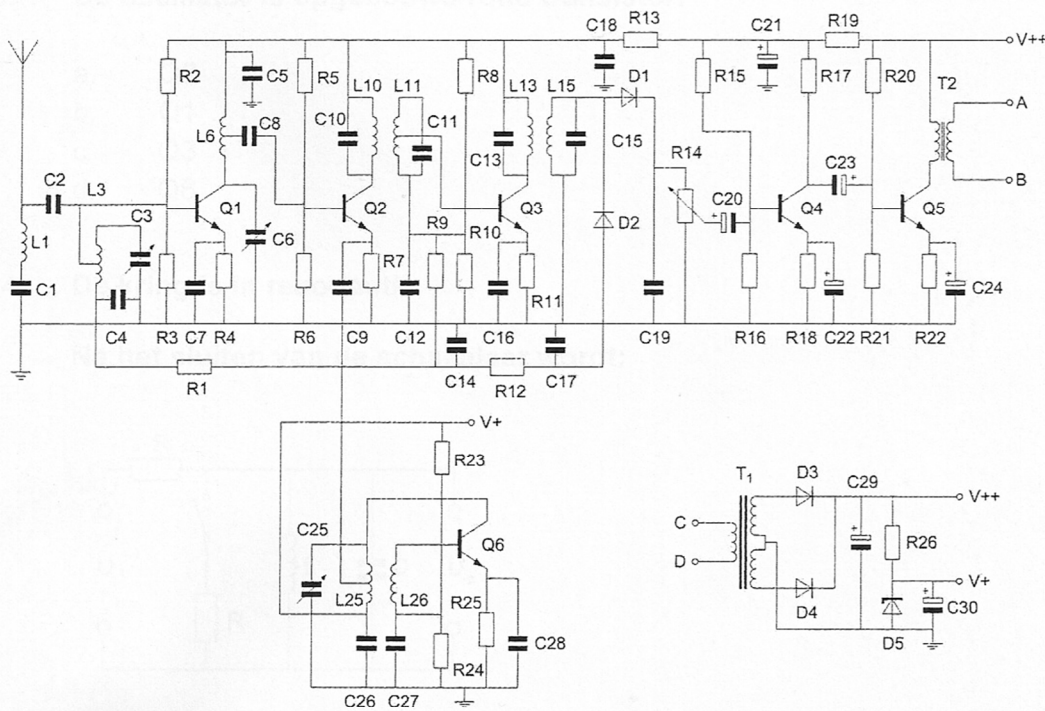 C18 R13 C21 R19
V++
R2 C5 R5 L10 L11 R8 L13 L15 D1 R15 R17 R20 T2
L6 C8 C10 C11 C13 C15 A
C2 L3 C3 Q1 C6 Q2 Q3 D2 R14 C20 Q4 C23 Q5 B
L1 R7 R9 R10 R11
C1 C4 R3 C7 R4 R6 C9 C12 C16 C19 R16 R18 C22 R21 R22 C24
R1 C14 R12 C17
V+
R23
C25 Q6
L25 L26 R25
R24 C28
C26 C27
T1 D3 C29 V++
C
D R26
D4 V+
D5 C30